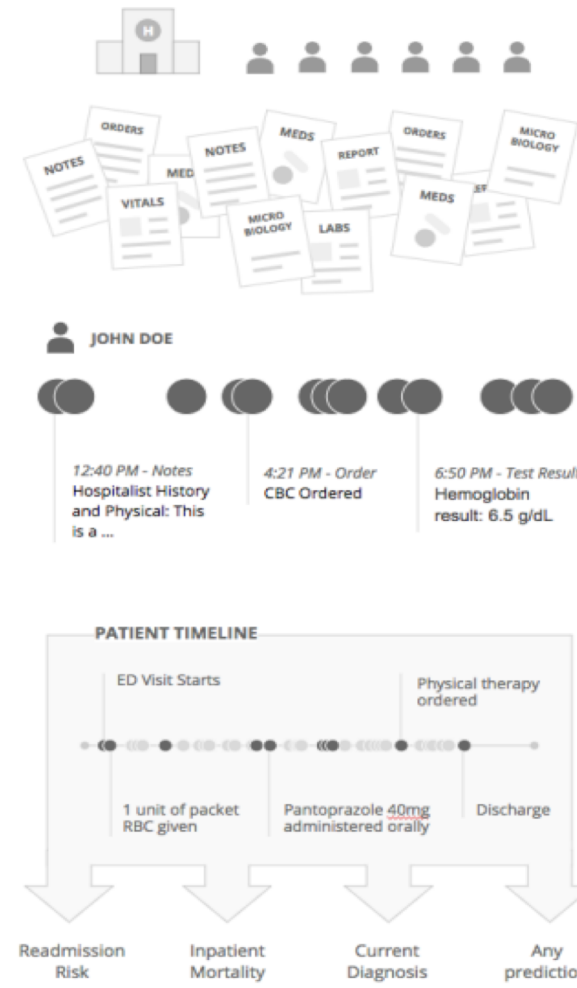 H
ORDERS
NOTES
MED
VITALS
NOTES
MEDS
REPORT
MICRO
BIOLOGY
LABS
ORDERS
MEDS
MICRO
BIOLOGY
JOHN DOE
12:40 PM - Notes
Hospitalist History
and Physical: This
is a ...
4:21 PM - Order
CBC Ordered
6:50 PM - Test Result
Hemoglobin
result: 6.5 g/dL
PATIENT TIMELINE
ED Visit Starts
Physical therapy
ordered
1 unit of packet
RBC given
Pantoprazole 40mg
administered orally
Discharge
Readmission
Risk
Inpatient
Mortality
Current
Diagnosis
Any
predictio